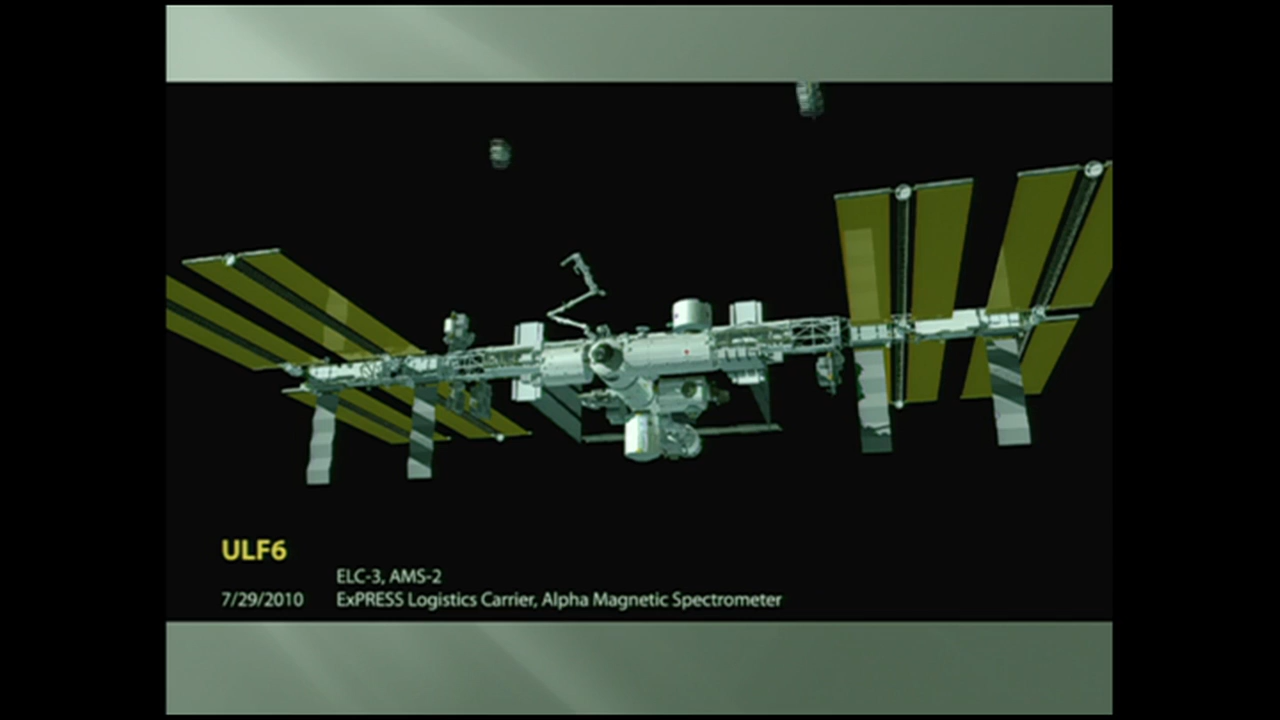 ULF6
ELC-3, AMS-2
7/29/2010 ExPRESS Logistics Carrier, Alpha Magnetic Spectrometer